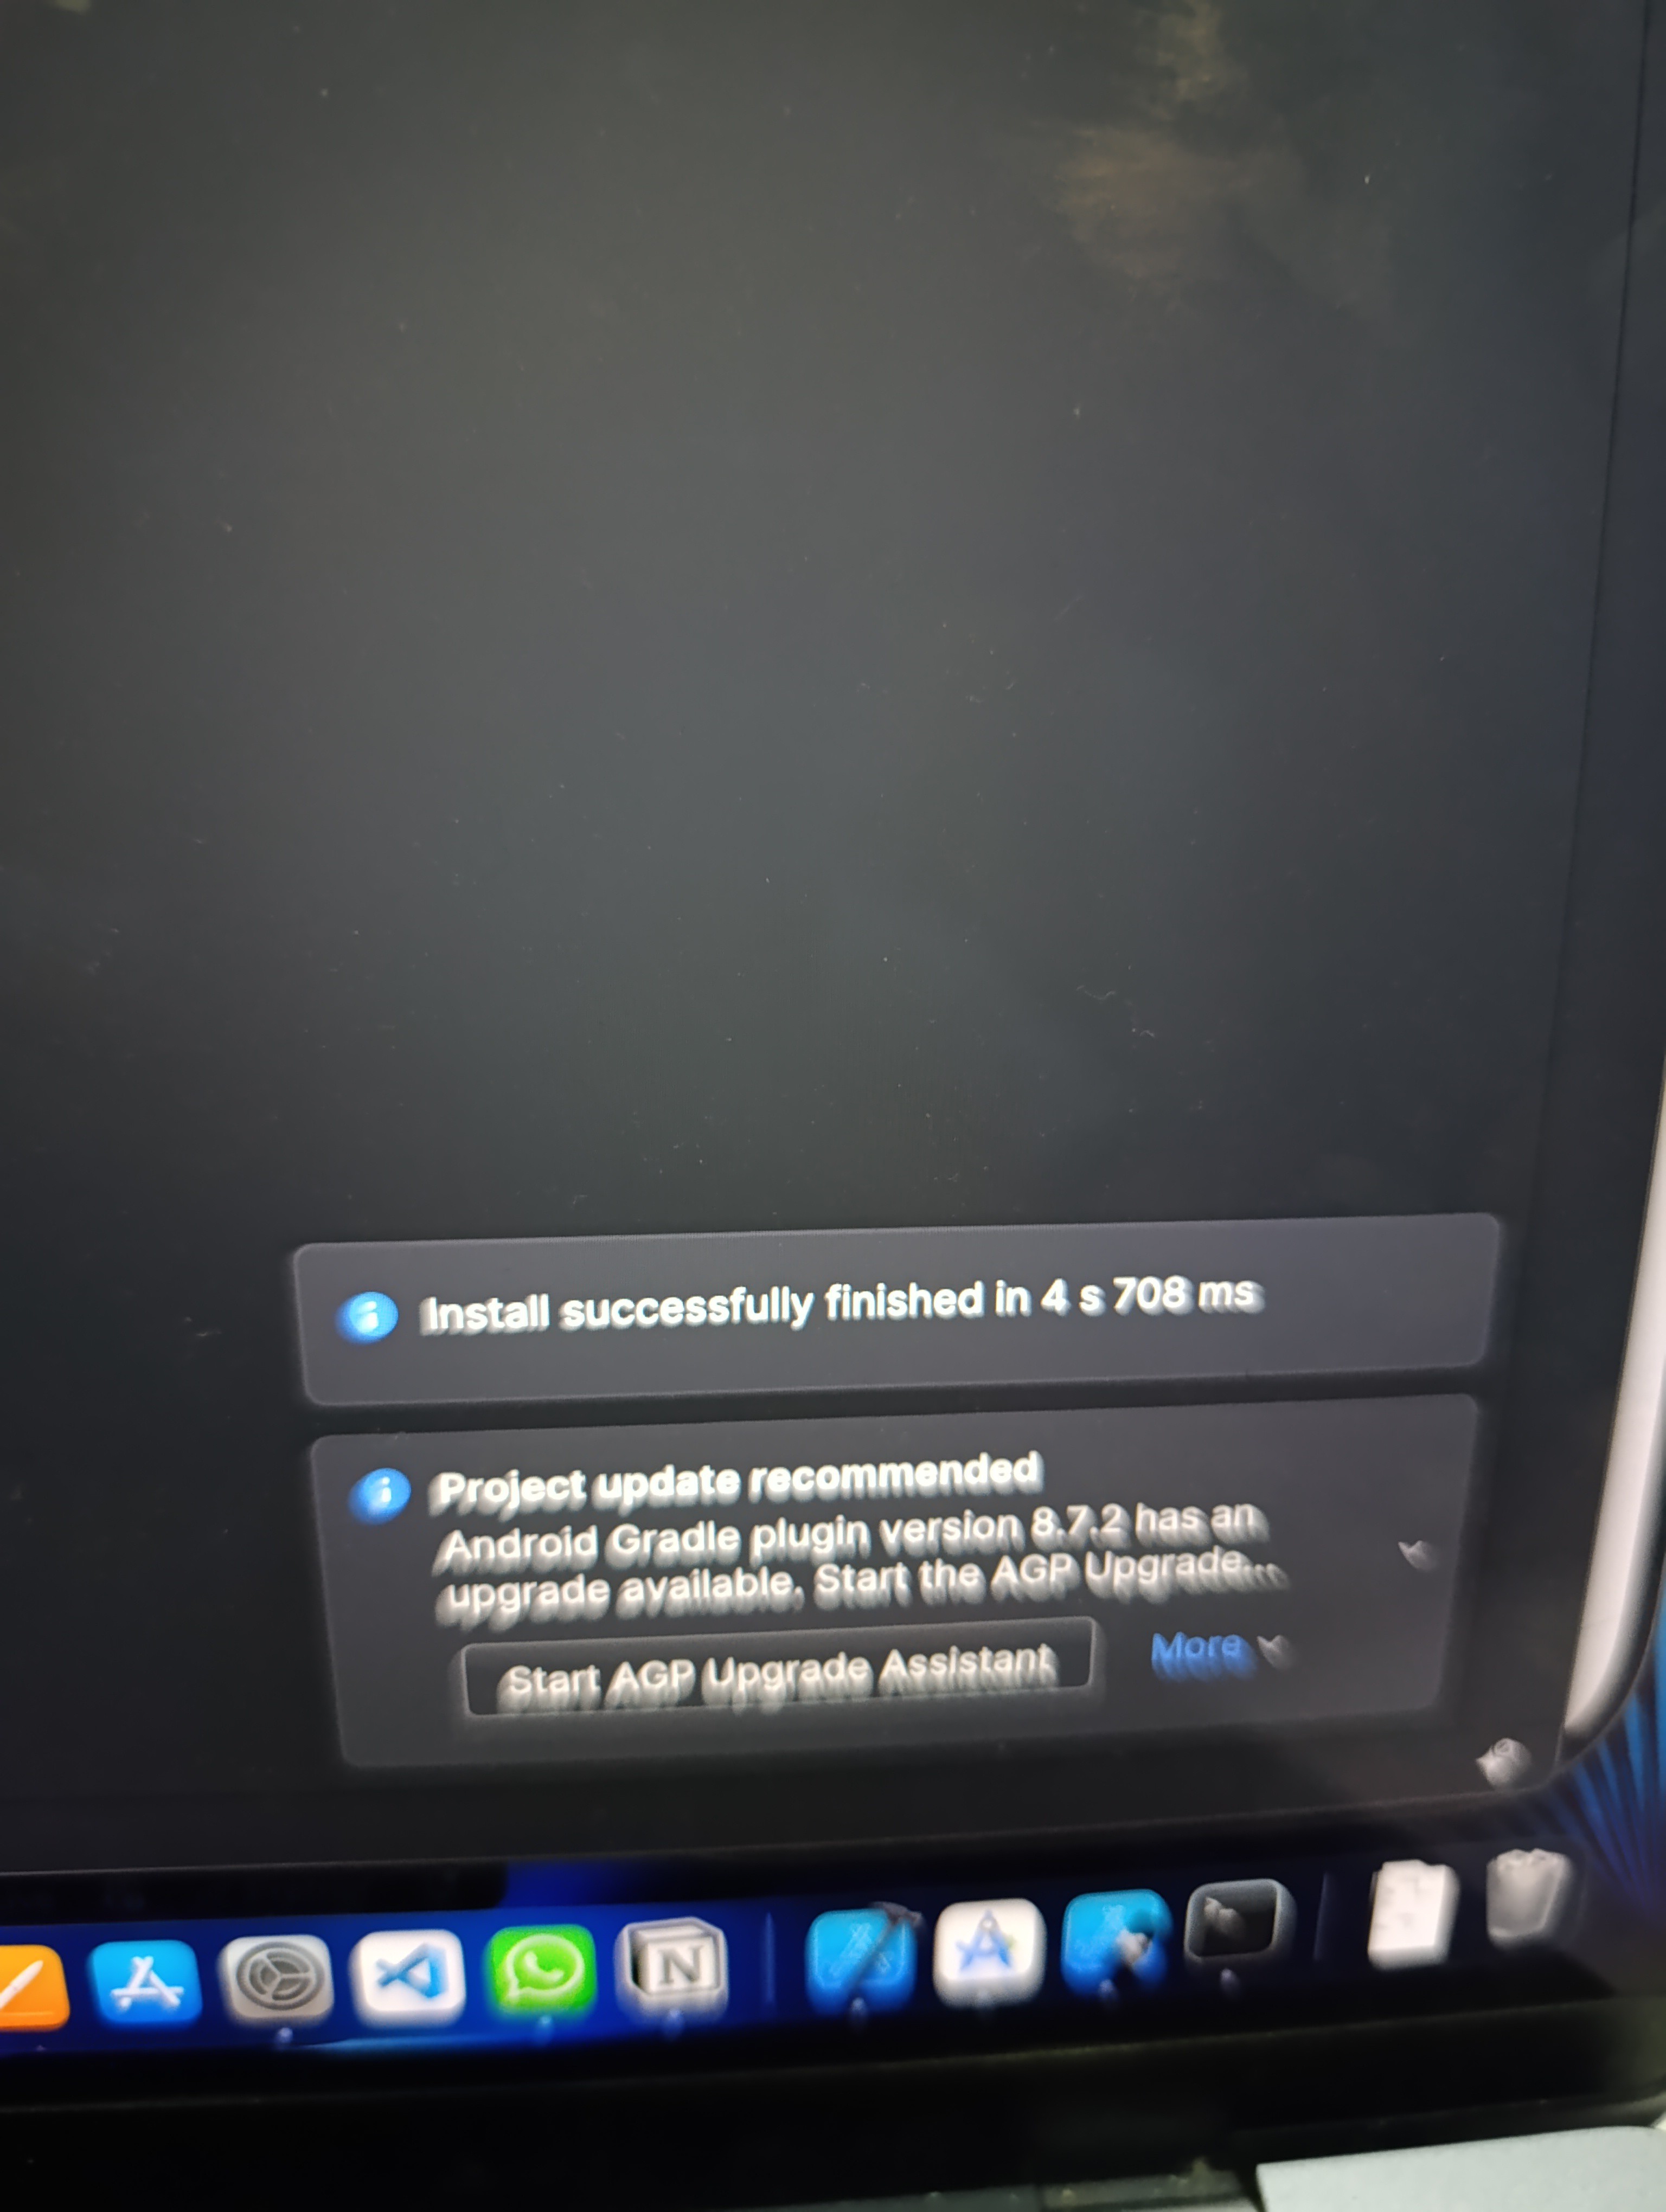 Install successfully finished in 4 s 708 ms
Project update recommended
Android Gradle plugin version 8.7.2 has an
upgrade available. Start the AGP Upgrade...
Start AGP Upgrade Assistant
More
N